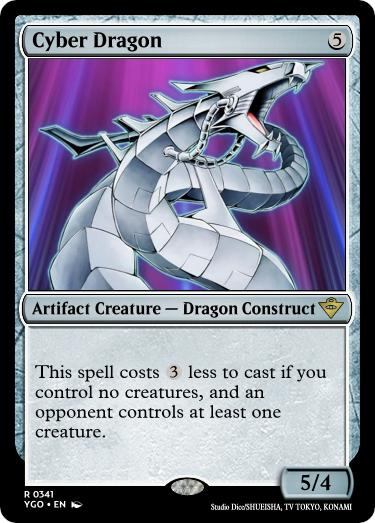 Cyber Dragon 5
Artifact Creature — Dragon Construct
This spell costs 3 less to cast if you
control no creatures, and an
opponent controls at least one
creature.
5/4
R 0341
YGO • EN
Studio Dice/SHUEISHA, TV TOKYO, KONAMI